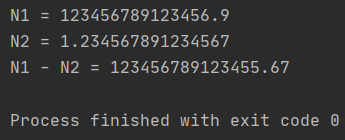 N1 = 123456789123456.9
N2 = 1.234567891234567
N1 - N2 = 123456789123455.67
Process finished with exit code 0